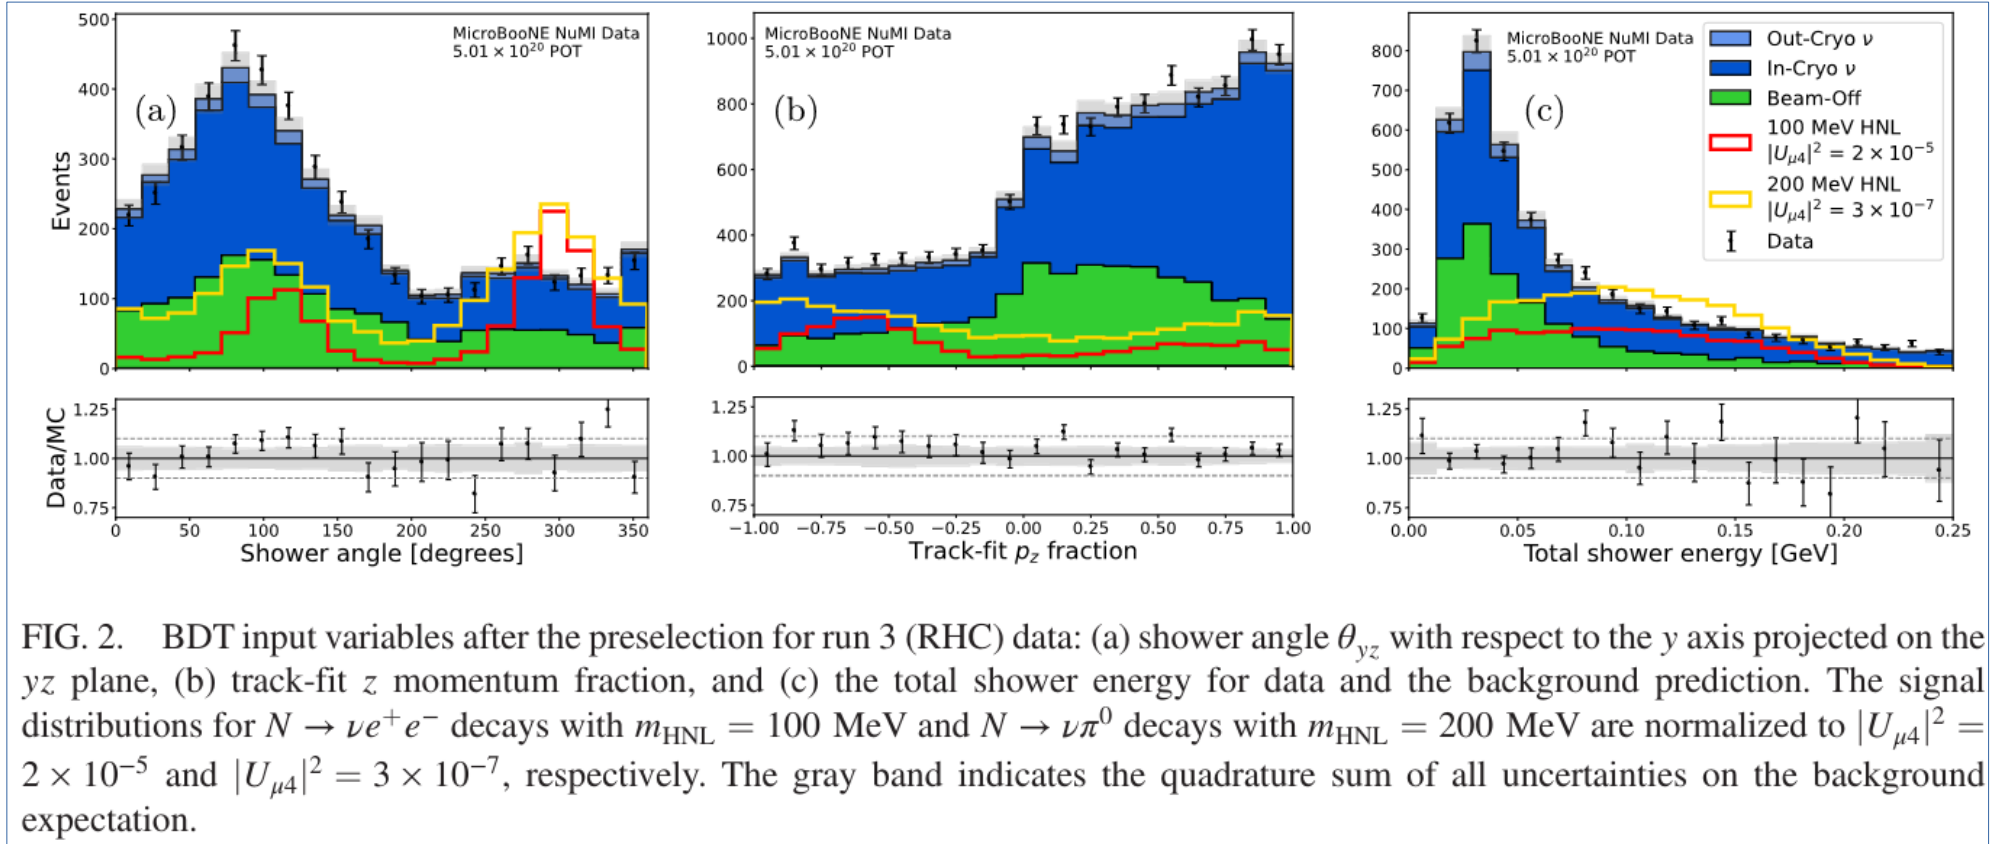 MicroBooNE NuMI Data
5.01 × 10²⁰ POT
(a)
Events
500
400
300
200
100
0
Data/MC
1.25
1.00
0.75
0
50
100
150
200
250
300
350
Shower angle [degrees]
MicroBooNE NuMI Data
5.01 × 10²⁰ POT
(b)
1000
800
600
400
200
0
1.25
1.00
0.75
−1.00
−0.75
−0.50
−0.25
0.00
0.25
0.50
0.75
1.00
Track-fit p_z fraction
MicroBooNE NuMI Data
5.01 × 10²⁰ POT
(c)
800
700
600
500
400
300
200
100
0
Out-Cryo ν
In-Cryo ν
Beam-Off
100 MeV HNL
|U_μ4|² = 2 × 10⁻⁵
200 MeV HNL
|U_μ4|² = 3 × 10⁻⁷
Data
1.25
1.00
0.75
0.00
0.05
0.10
0.15
0.20
0.25
Total shower energy [GeV]
FIG. 2. BDT input variables after the preselection for run 3 (RHC) data: (a) shower angle θ_yz with respect to the y axis projected on the
yz plane, (b) track-fit z momentum fraction, and (c) the total shower energy for data and the background prediction. The signal
distributions for N → νe⁺e⁻ decays with m_HNL = 100 MeV and N → νπ⁰ decays with m_HNL = 200 MeV are normalized to |U_μ4|² =
2 × 10⁻⁵ and |U_μ4|² = 3 × 10⁻⁷, respectively. The gray band indicates the quadrature sum of all uncertainties on the background
expectation.